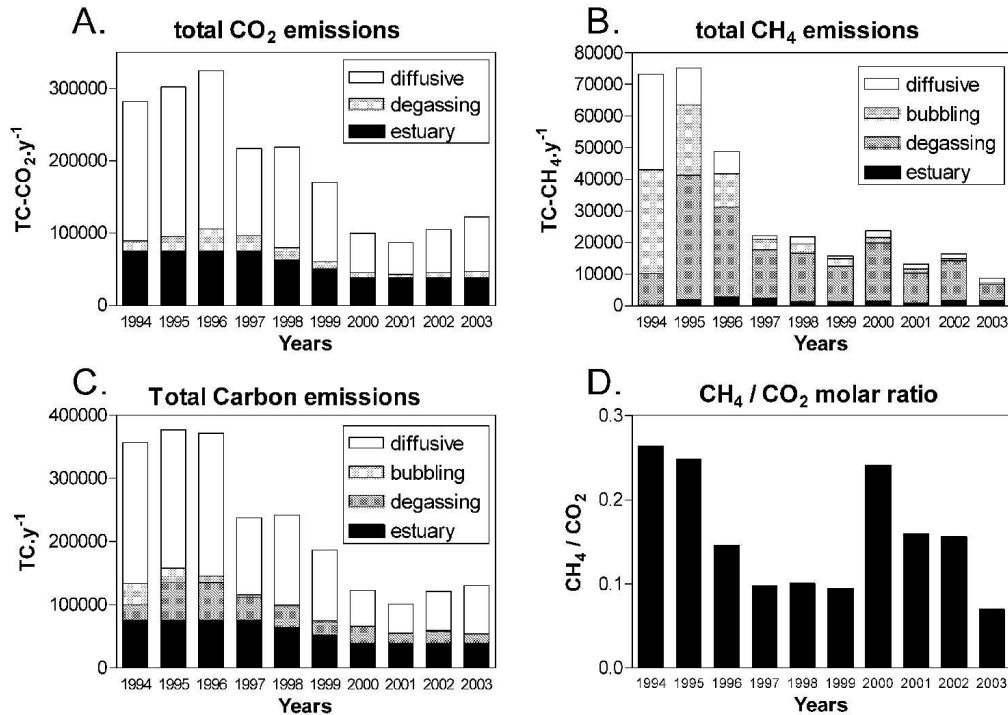 A.
total CO₂ emissions
TC-CO₂.y⁻¹
300000
200000
100000
0
diffusive
degassing
estuary
1994 1995 1996 1997 1998 1999 2000 2001 2002 2003
Years
B.
total CH₄ emissions
TC-CH₄.y⁻¹
80000
70000
60000
50000
40000
30000
20000
10000
0
diffusive
bubbling
degassing
estuary
1994 1995 1996 1997 1998 1999 2000 2001 2002 2003
Years
C.
Total Carbon emissions
TC.y⁻¹
400000
300000
200000
100000
0
diffusive
bubbling
degassing
estuary
1994 1995 1996 1997 1998 1999 2000 2001 2002 2003
Years
D.
CH₄ / CO₂ molar ratio
CH₄ / CO₂
0.3
0.2
0.1
0.0
1994 1995 1996 1997 1998 1999 2000 2001 2002 2003
Years